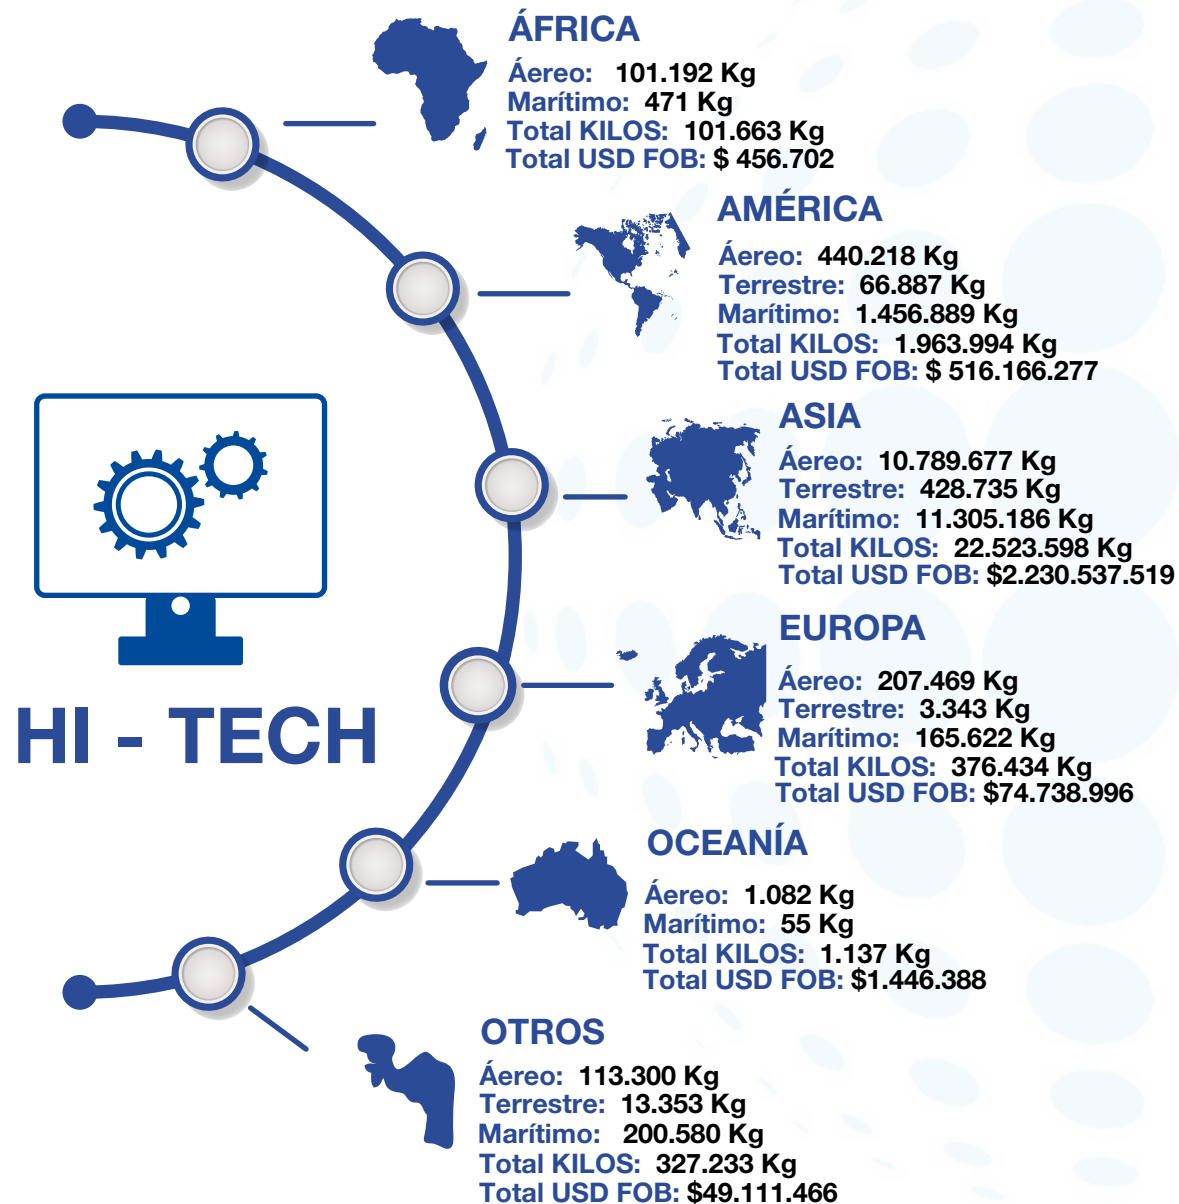 ÁFRICA
Áereo: 101.192 Kg
Marítimo: 471 Kg
Total KILOS: 101.663 Kg
Total USD FOB: $ 456.702
AMÉRICA
Áereo: 440.218 Kg
Terrestre: 66.887 Kg
Marítimo: 1.456.889 Kg
Total KILOS: 1.963.994 Kg
Total USD FOB: $ 516.166.277
ASIA
Áereo: 10.789.677 Kg
Terrestre: 428.735 Kg
Marítimo: 11.305.186 Kg
Total KILOS: 22.523.598 Kg
Total USD FOB: $2.230.537.519
EUROPA
Áereo: 207.469 Kg
Terrestre: 3.343 Kg
Marítimo: 165.622 Kg
Total KILOS: 376.434 Kg
Total USD FOB: $74.738.996
HI - TECH
OCEANÍA
Áereo: 1.082 Kg
Marítimo: 55 Kg
Total KILOS: 1.137 Kg
Total USD FOB: $1.446.388
OTROS
Áereo: 113.300 Kg
Terrestre: 13.353 Kg
Marítimo: 200.580 Kg
Total KILOS: 327.233 Kg
Total USD FOB: $49.111.466